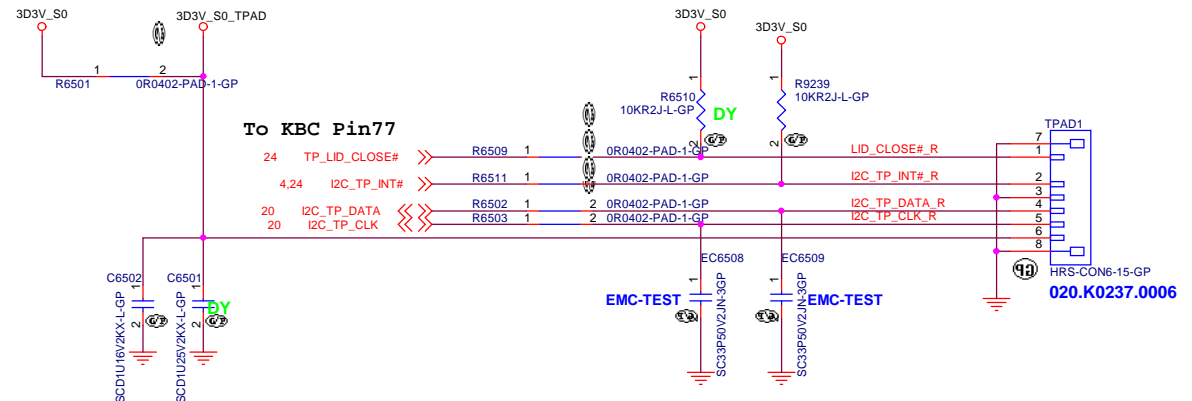 3D3V_S0
3D3V_S0_TPAD
3D3V_S0
3D3V_S0
R6501
1
2
0R0402-PAD-1-GP
R6510
10KR2J-L-GP
1
2
DY
R9239
10KR2J-L-GP
1
2
To KBC Pin77
24 TP_LID_CLOSE#
R6509 1 0R0402-PAD-1-GP
LID_CLOSE#_R
4,24 I2C_TP_INT#
R6511 1 0R0402-PAD-1-GP
I2C_TP_INT#_R
20 I2C_TP_DATA
R6502 1 2 0R0402-PAD-1-GP
I2C_TP_DATA_R
20 I2C_TP_CLK
R6503 1 2 0R0402-PAD-1-GP
I2C_TP_CLK_R
TPAD1
7
1
2
3
4
5
6
8
HRS-CON6-15-GP
020.K0237.0006
C6502
1
2
SCD1U16V2KX-L-GP
C6501
1
2
SCD1U25V2KX-L-GP
DY
EC6508
1
2
SC33P50V2JN-3GP
EMC-TEST
EC6509
1
2
SC33P50V2JN-3GP
EMC-TEST